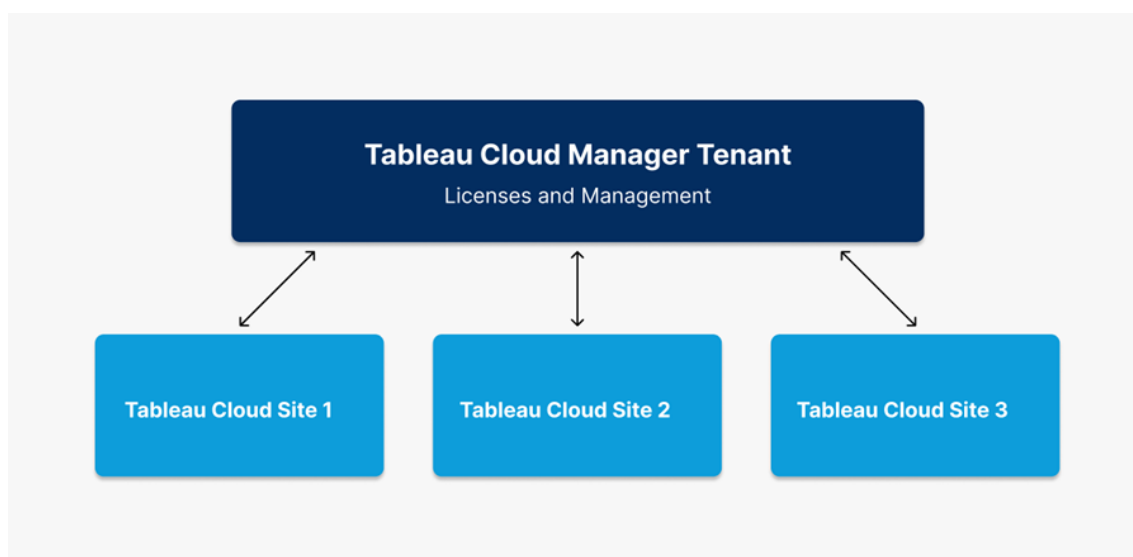 Tableau Cloud Manager Tenant
Licenses and Management
Tableau Cloud Site 1
Tableau Cloud Site 2
Tableau Cloud Site 3